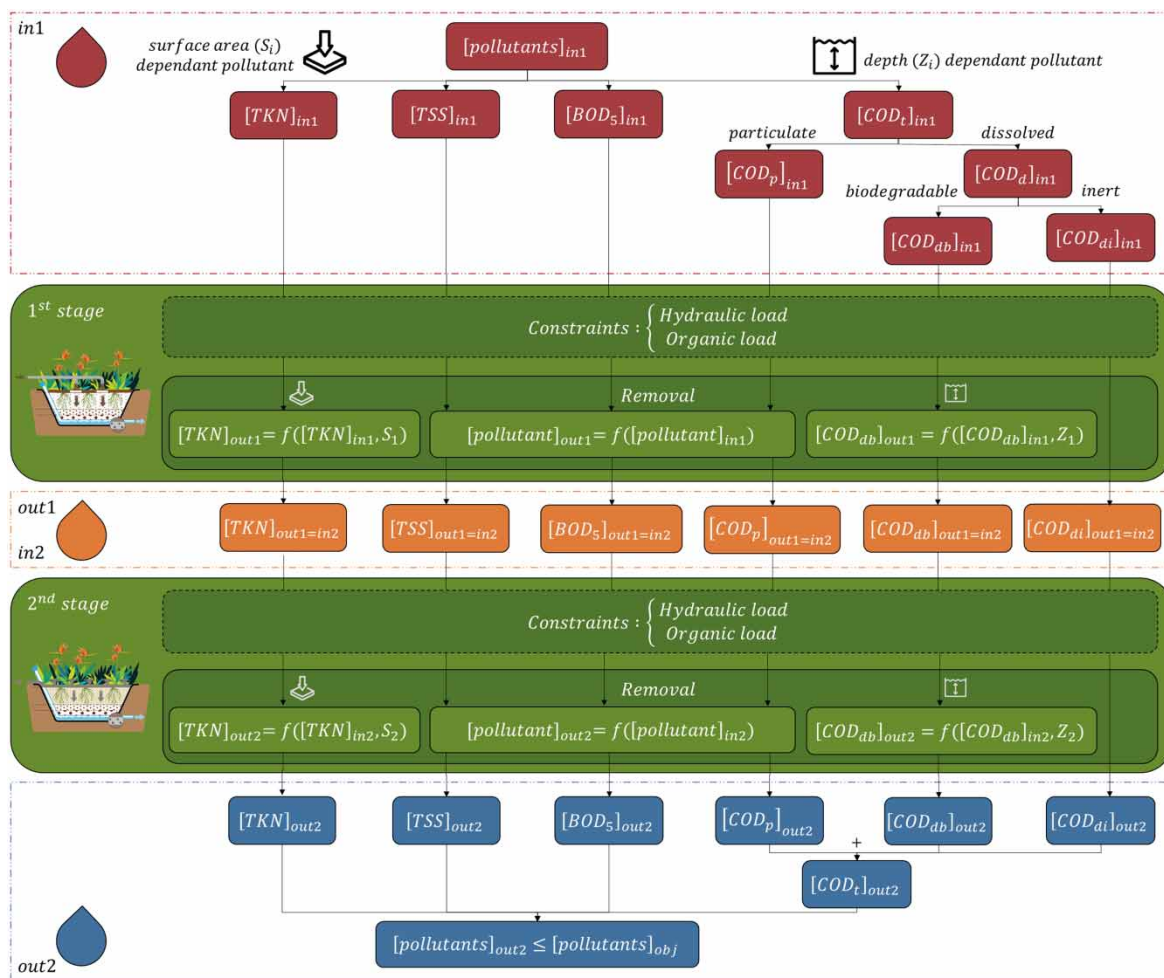 in1
surface area (S_i)
dependant pollutant
[pollutants]_in1
depth (Z_i) dependant pollutant
[TKN]_in1
[TSS]_in1
[BOD_5]_in1
[COD_t]_in1
particulate
dissolved
[COD_p]_in1
[COD_d]_in1
biodegradable
inert
[COD_db]_in1
[COD_di]_in1
1^st stage
Constraints : { Hydraulic load
Organic load
Removal
[TKN]_out1 = f([TKN]_in1, S_1)
[pollutant]_out1 = f([pollutant]_in1)
[COD_db]_out1 = f([COD_db]_in1, Z_1)
out1
in2
[TKN]_out1=in2
[TSS]_out1=in2
[BOD_5]_out1=in2
[COD_p]_out1=in2
[COD_db]_out1=in2
[COD_di]_out1=in2
2^nd stage
Constraints : { Hydraulic load
Organic load
Removal
[TKN]_out2 = f([TKN]_in2, S_2)
[pollutant]_out2 = f([pollutant]_in2)
[COD_db]_out2 = f([COD_db]_in2, Z_2)
[TKN]_out2
[TSS]_out2
[BOD_5]_out2
[COD_p]_out2
[COD_db]_out2
[COD_di]_out2
+
[COD_t]_out2
[pollutants]_out2 ≤ [pollutants]_obj
out2